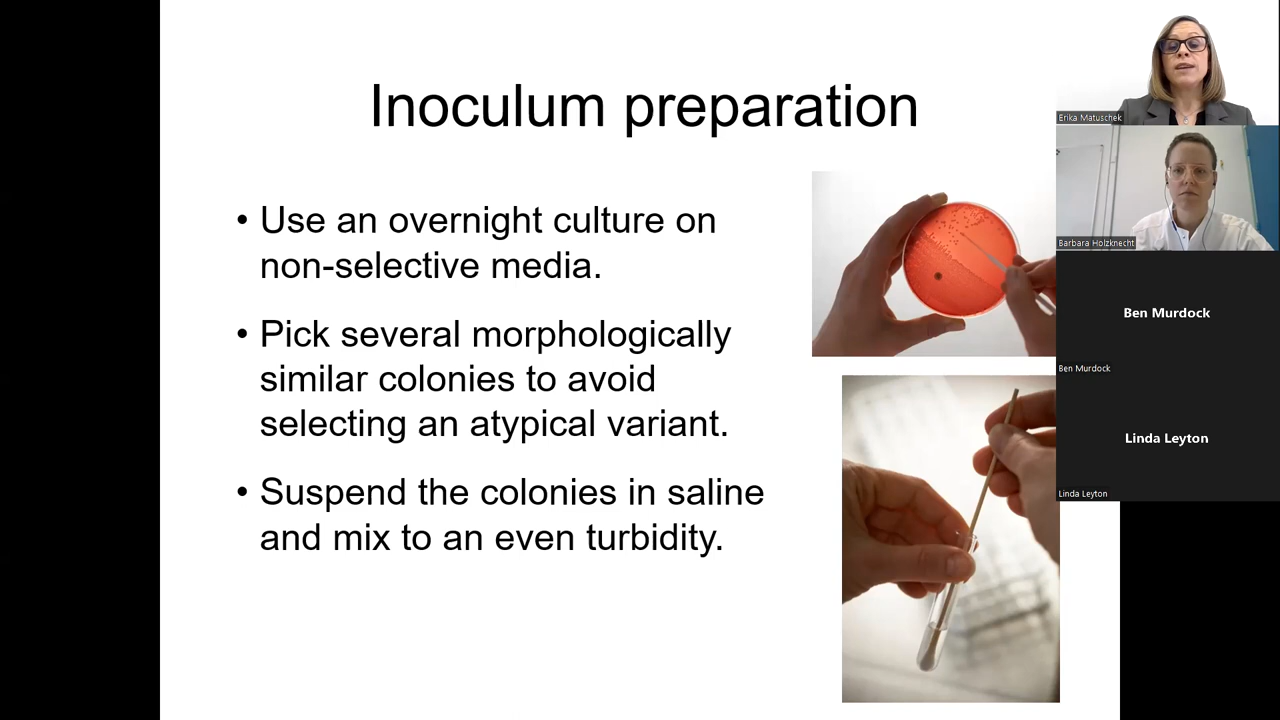 Inoculum preparation
• Use an overnight culture on
non-selective media.
• Pick several morphologically
similar colonies to avoid
selecting an atypical variant.
• Suspend the colonies in saline
and mix to an even turbidity.
Erika Matuschek
Barbara Holzknecht
Ben Murdock
Ben Murdock
Linda Leyton
Linda Leyton